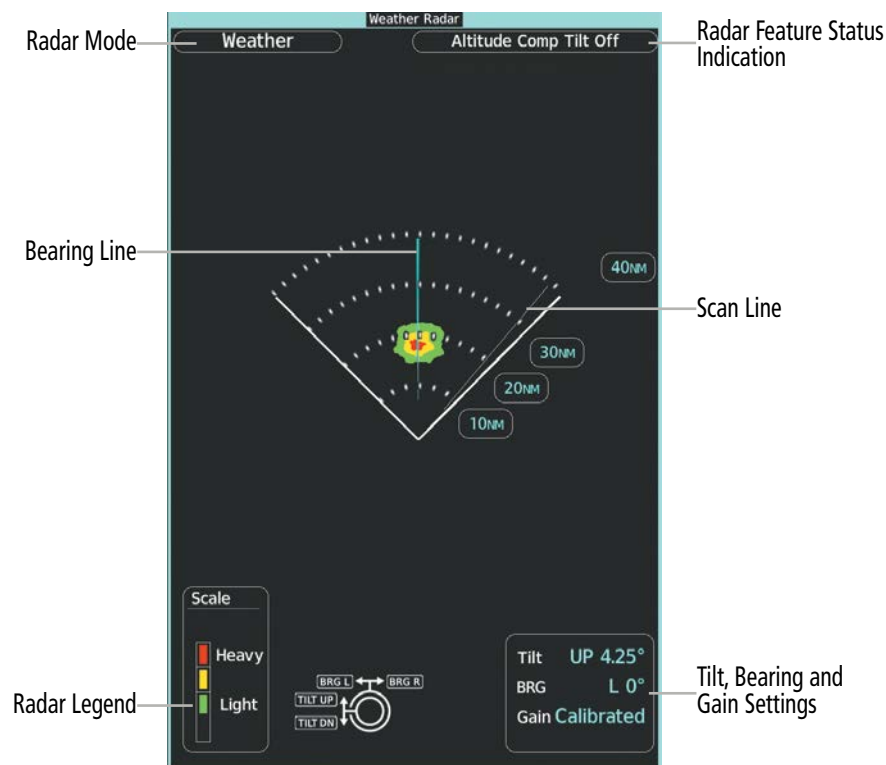 Weather Radar
Radar Mode
Weather
Altitude Comp Tilt Off
Radar Feature Status
Indication
Bearing Line
40NM
Scan Line
30NM
20NM
10NM
Scale
Heavy
Light
Radar Legend
BRG L
BRG R
TILT UP
TILT DN
Tilt UP 4.25°
BRG L 0°
Gain Calibrated
Tilt, Bearing and
Gain Settings